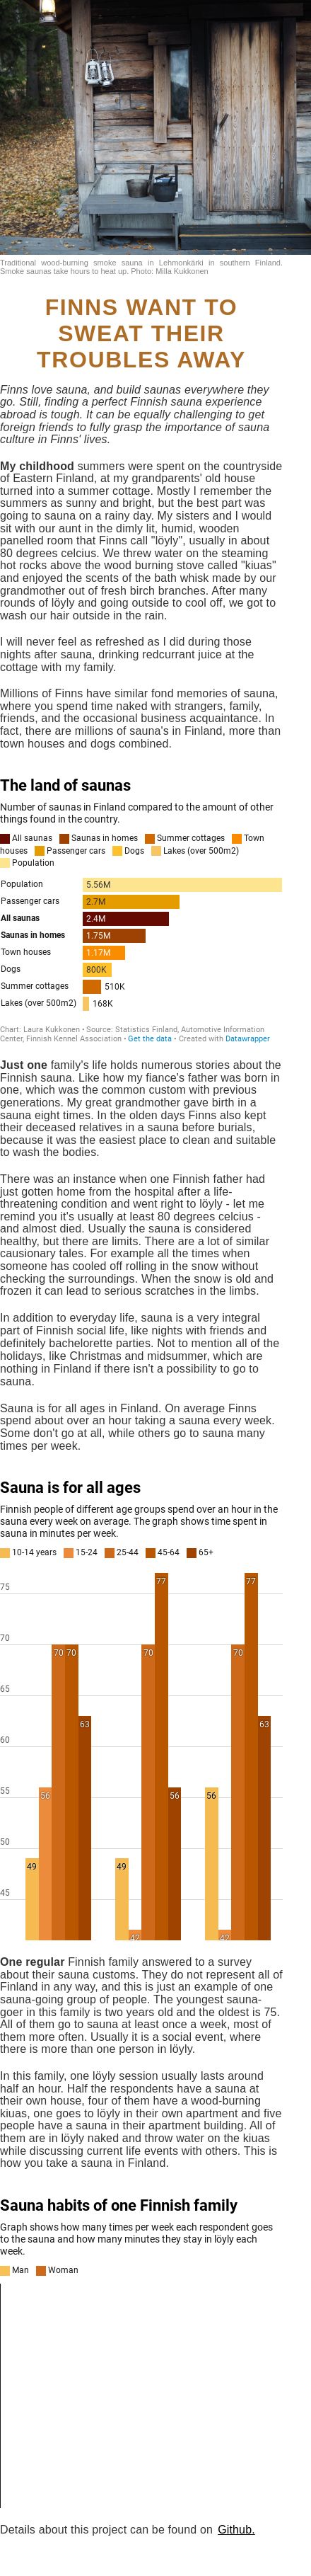 Traditional wood-burning smoke sauna in Lehmonkärki in southern Finland.
Smoke saunas take hours to heat up. Photo: Milla Kukkonen
FINNS WANT TO
SWEAT THEIR
TROUBLES AWAY
Finns love sauna, and build saunas everywhere they
go. Still, finding a perfect Finnish sauna experience
abroad is tough. It can be equally challenging to get
foreign friends to fully grasp the importance of sauna
culture in Finns' lives.
My childhood summers were spent on the countryside
of Eastern Finland, at my grandparents' old house
turned into a summer cottage. Mostly I remember the
summers as sunny and bright, but the best part was
going to sauna on a rainy day. My sisters and I would
sit with our aunt in the dimly lit, humid, wooden
panelled room that Finns call "löyly", usually in about
80 degrees celcius. We threw water on the steaming
hot rocks above the wood burning stove called "kiuas"
and enjoyed the scents of the bath whisk made by our
grandmother out of fresh birch branches. After many
rounds of löyly and going outside to cool off, we got to
wash our hair outside in the rain.
I will never feel as refreshed as I did during those
nights after sauna, drinking redcurrant juice at the
cottage with my family.
Millions of Finns have similar fond memories of sauna,
where you spend time naked with strangers, family,
friends, and the occasional business acquaintance. In
fact, there are millions of sauna's in Finland, more than
town houses and dogs combined.
The land of saunas
Number of saunas in Finland compared to the amount of other
things found in the country.
All saunas Saunas in homes Summer cottages Town
houses Passenger cars Dogs Lakes (over 500m2)
Population
Population 5.56M
Passenger cars 2.7M
All saunas 2.4M
Saunas in homes 1.75M
Town houses 1.17M
Dogs 800K
Summer cottages 510K
Lakes (over 500m2) 168K
Chart: Laura Kukkonen • Source: Statistics Finland, Automotive Information
Center, Finnish Kennel Association • Get the data • Created with Datawrapper
Just one family's life holds numerous stories about the
Finnish sauna. Like how my fiance's father was born in
one, which was the common custom with previous
generations. My great grandmother gave birth in a
sauna eight times. In the olden days Finns also kept
their deceased relatives in a sauna before burials,
because it was the easiest place to clean and suitable
to wash the bodies.
There was an instance when one Finnish father had
just gotten home from the hospital after a life-
threatening condition and went right to löyly - let me
remind you it's usually at least 80 degrees celcius -
and almost died. Usually the sauna is considered
healthy, but there are limits. There are a lot of similar
causionary tales. For example all the times when
someone has cooled off rolling in the snow without
checking the surroundings. When the snow is old and
frozen it can lead to serious scratches in the limbs.
In addition to everyday life, sauna is a very integral
part of Finnish social life, like nights with friends and
definitely bachelorette parties. Not to mention all of the
holidays, like Christmas and midsummer, which are
nothing in Finland if there isn't a possibility to go to
sauna.
Sauna is for all ages in Finland. On average Finns
spend about over an hour taking a sauna every week.
Some don't go at all, while others go to sauna many
times per week.
Sauna is for all ages
Finnish people of different age groups spend over an hour in the
sauna every week on average. The graph shows time spent in
sauna in minutes per week.
10-14 years 15-24 25-44 45-64 65+
75
70
65
60
55
50
45
49 56 70 70 63
49 42 70 77 56
56 42 70 77 63
One regular Finnish family answered to a survey
about their sauna customs. They do not represent all of
Finland in any way, and this is just an example of one
sauna-going group of people. The youngest sauna-
goer in this family is two years old and the oldest is 75.
All of them go to sauna at least once a week, most of
them more often. Usually it is a social event, where
there is more than one person in löyly.
In this family, one löyly session usually lasts around
half an hour. Half the respondents have a sauna at
their own house, four of them have a wood-burning
kiuas, one goes to löyly in their own apartment and five
people have a sauna in their apartment building. All of
them are in löyly naked and throw water on the kiuas
while discussing current life events with others. This is
how you take a sauna in Finland.
Sauna habits of one Finnish family
Graph shows how many times per week each respondent goes
to the sauna and how many minutes they stay in löyly each
week.
Man Woman
Details about this project can be found on Github.